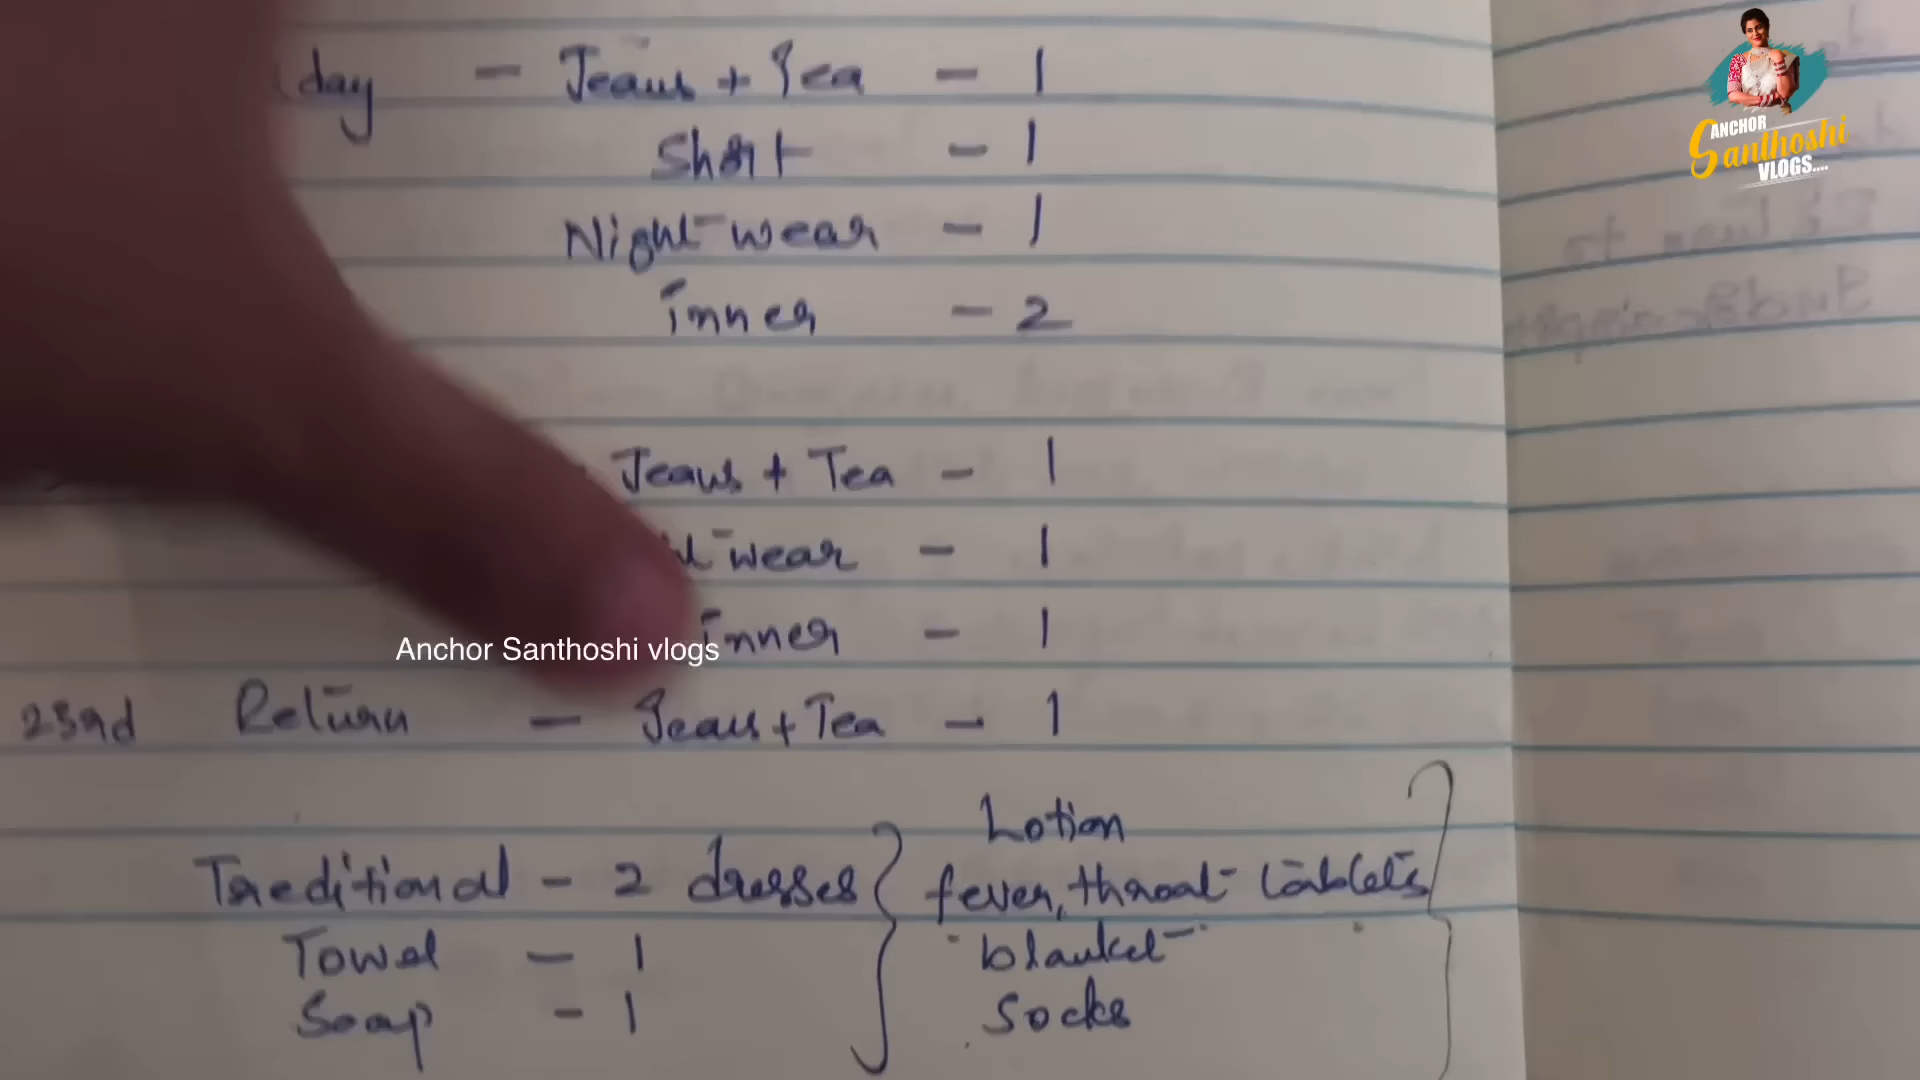 day - Jeans + Tea - 1
Short - 1
Night wear - 1
inner - 2
Jeans + Tea - 1
wear - 1
inner - 1
23rd Return - Jeans + Tea - 1
Traditional - 2 dresses
Towel - 1
Soap - 1
Lotion
fever, throat tablets
blanket
Socks
ANCHOR
Santhoshi
VLOGS....
Anchor Santhoshi vlogs